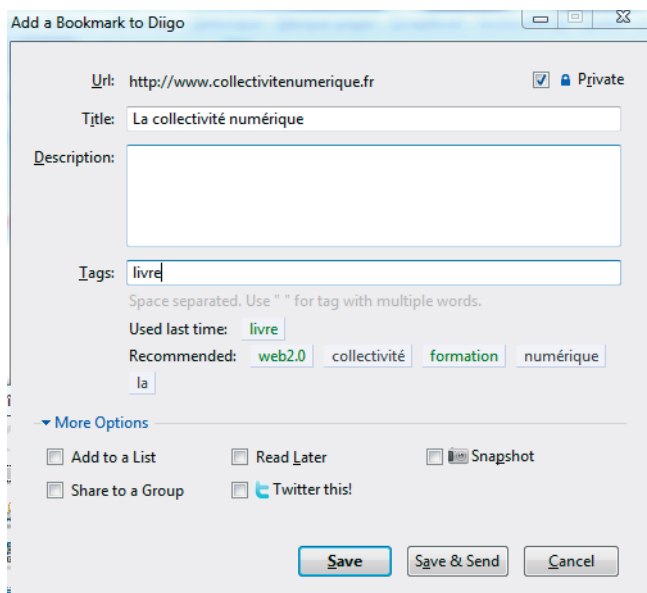 Add a Bookmark to Diigo
Url: http://www.collectivitenumerique.fr Private
Title: La collectivité numérique
Description:
Tags: livre
Space separated. Use " " for tag with multiple words.
Used last time: livre
Recommended: web2.0 collectivité formation numérique
la
More Options
Add to a List Read Later Snapshot
Share to a Group Twitter this!
Save Save & Send Cancel